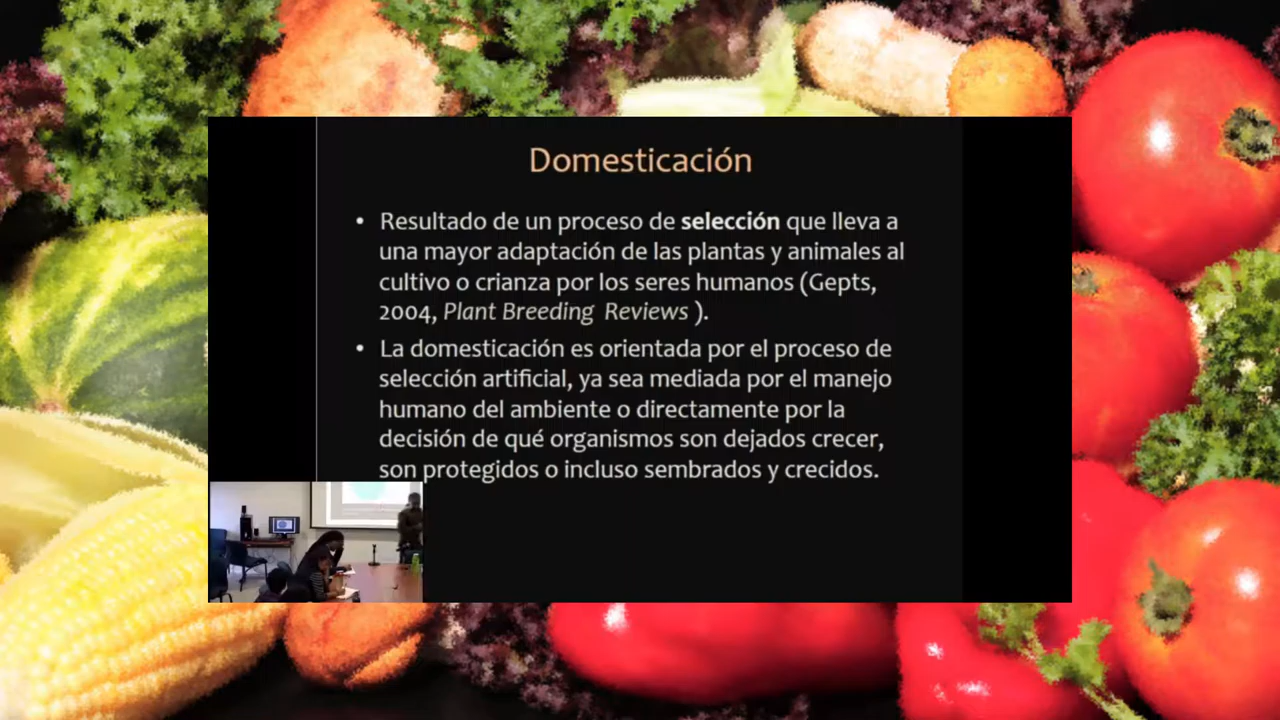 Domesticación
• Resultado de un proceso de selección que lleva a
una mayor adaptación de las plantas y animales al
cultivo o crianza por los seres humanos (Gepts,
2004, Plant Breeding Reviews ).
• La domesticación es orientada por el proceso de
selección artificial, ya sea mediada por el manejo
humano del ambiente o directamente por la
decisión de qué organismos son dejados crecer,
son protegidos o incluso sembrados y crecidos.